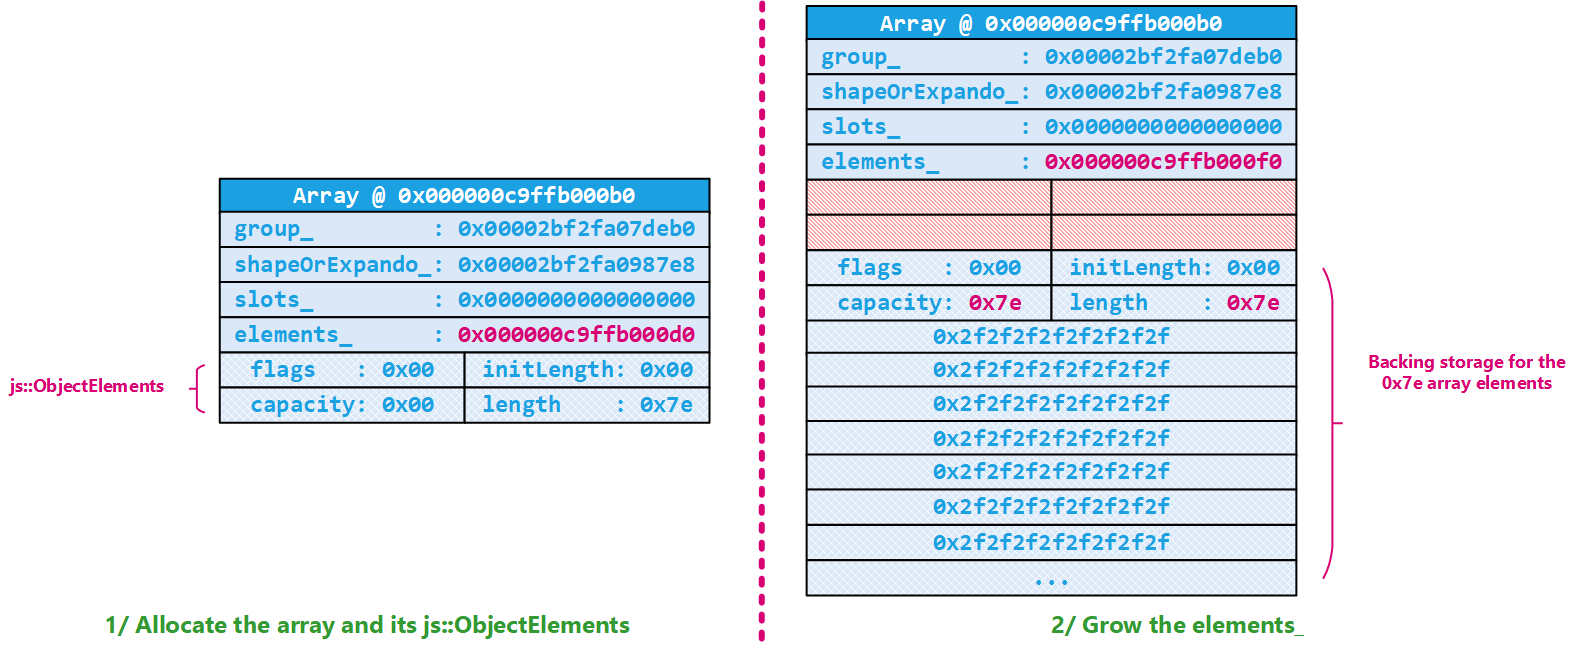 Array @ 0x000000c9ffb000b0
group_ : 0x00002bf2fa07deb0
shapeOrExpando_: 0x00002bf2fa0987e8
slots_ : 0x0000000000000000
elements_ : 0x000000c9ffb000d0
flags : 0x00 initLength: 0x00
capacity: 0x00 length : 0x7e
js::ObjectElements
1/ Allocate the array and its js::ObjectElements
Array @ 0x000000c9ffb000b0
group_ : 0x00002bf2fa07deb0
shapeOrExpando_: 0x00002bf2fa0987e8
slots_ : 0x0000000000000000
elements_ : 0x000000c9ffb000f0
flags : 0x00 initLength: 0x00
capacity: 0x7e length : 0x7e
0x2f2f2f2f2f2f2f2f
0x2f2f2f2f2f2f2f2f
0x2f2f2f2f2f2f2f2f
0x2f2f2f2f2f2f2f2f
0x2f2f2f2f2f2f2f2f
0x2f2f2f2f2f2f2f2f
0x2f2f2f2f2f2f2f2f
...
Backing storage for the
0x7e array elements
2/ Grow the elements_